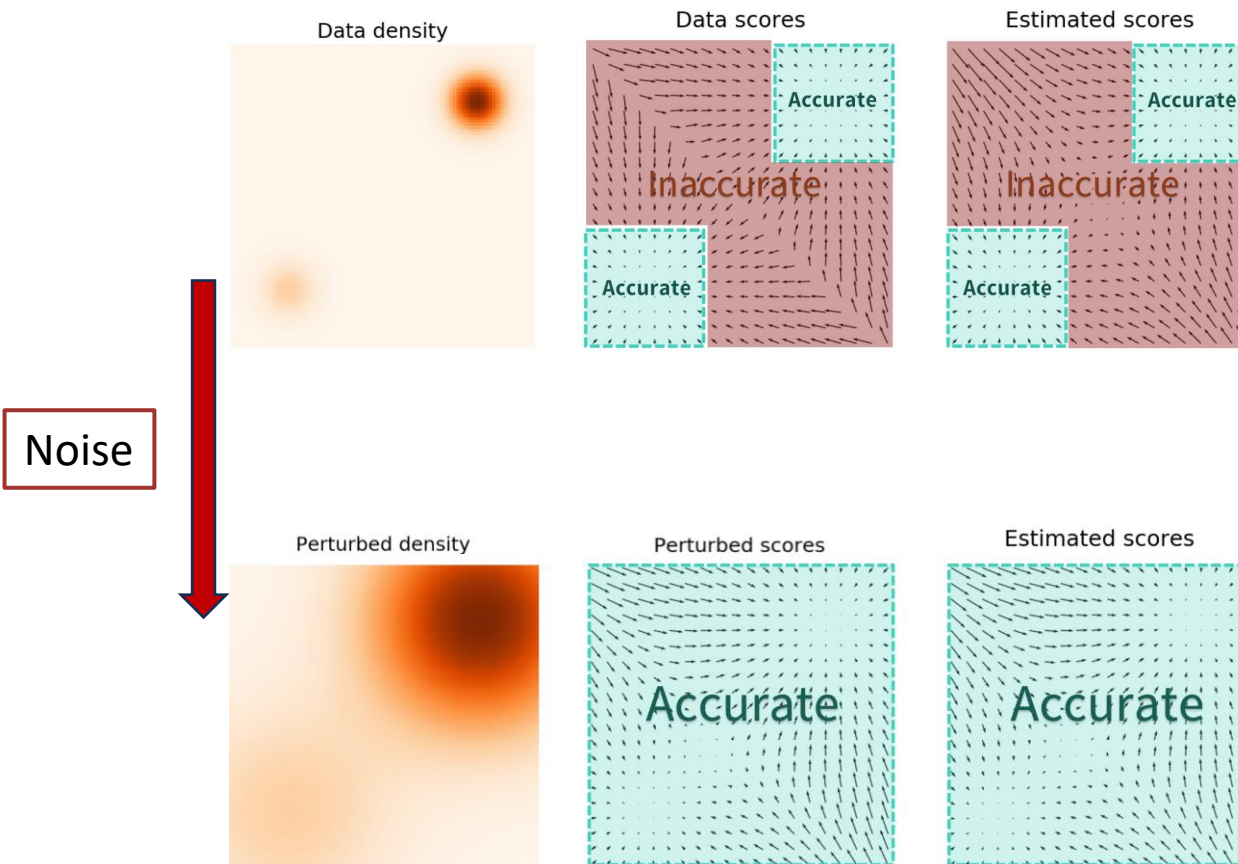 Data density
Data scores
Estimated scores
Accurate
Accurate
Inaccurate
Inaccurate
Accurate
Accurate
Noise
Perturbed density
Perturbed scores
Estimated scores
Accurate
Accurate